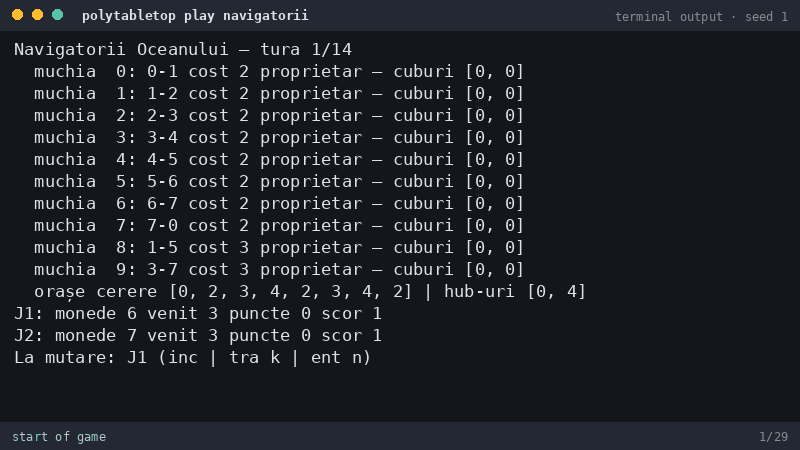 polytabletop play navigatorii
terminal output · seed 1
Navigatorii Oceanului — tura 1/14
muchia  0: 0-1 cost 2 proprietar — cuburi [0, 0]
muchia  1: 1-2 cost 2 proprietar — cuburi [0, 0]
muchia  2: 2-3 cost 2 proprietar — cuburi [0, 0]
muchia  3: 3-4 cost 2 proprietar — cuburi [0, 0]
muchia  4: 4-5 cost 2 proprietar — cuburi [0, 0]
muchia  5: 5-6 cost 2 proprietar — cuburi [0, 0]
muchia  6: 6-7 cost 2 proprietar — cuburi [0, 0]
muchia  7: 7-0 cost 2 proprietar — cuburi [0, 0]
muchia  8: 1-5 cost 3 proprietar — cuburi [0, 0]
muchia  9: 3-7 cost 3 proprietar — cuburi [0, 0]
orașe cerere [0, 2, 3, 4, 2, 3, 4, 2] | hub-uri [0, 4]
J1: monede 6 venit 3 puncte 0 scor 1
J2: monede 7 venit 3 puncte 0 scor 1
La mutare: J1 (inc | tra k | ent n)
start of game
1/29